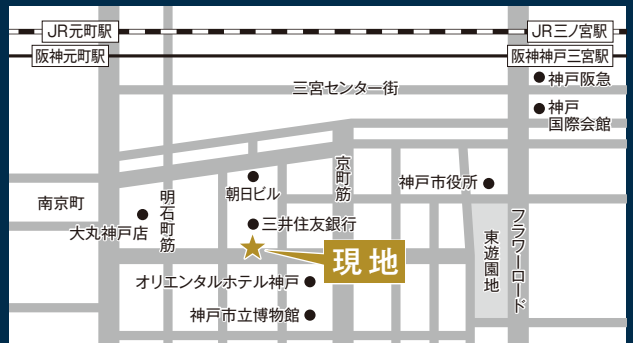 JR元町駅
JR三ノ宮駅
阪神元町駅
阪神神戸三宮駅
神戸阪急
三宮センター街
神戸
国際会館
京町筋
朝日ビル
神戸市役所
南京町
明石町筋
大丸神戸店
三井住友銀行
フラワーロード
東遊園地
現地
オリエンタルホテル神戸
神戸市立博物館